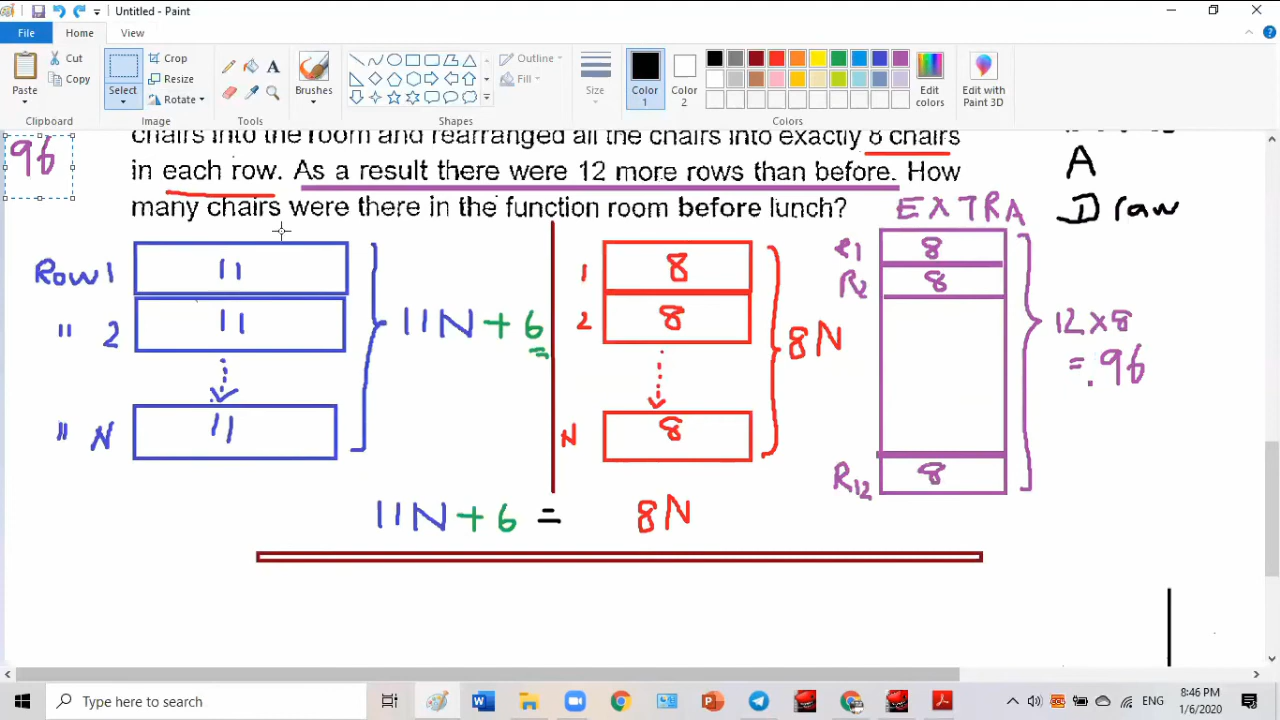 Untitled - Paint
File
Home
View
Paste
Cut
Copy
Clipboard
Select
Crop
Resize
Rotate
Image
A
Tools
Brushes
Outline
Fill
Shapes
Size
Color 1
Color 2
Edit colors
Edit with Paint 3D
Colors
96
chairs into the room and rearranged all the chairs into exactly 8 chairs
in each row. As a result there were 12 more rows than before. How
many chairs were there in the function room before lunch?
A
Draw
EXTRA
Row 1 11
" 2 11
" N 11
11N + 6
1 8
2 8
N 8
8N
R1 8
R2 8
R12 8
12 x 8
= .96
11N + 6 = 8N
Type here to search
ENG
8:46 PM
1/6/2020